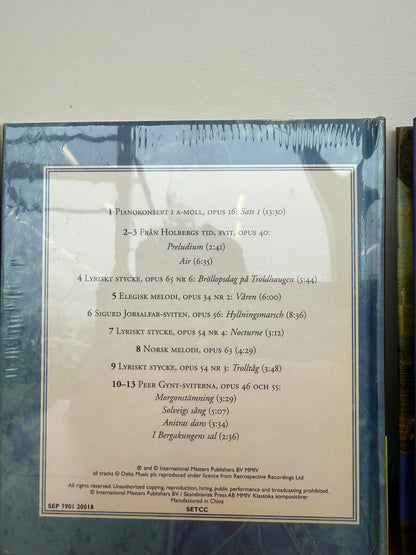 1 Pianokonsert i a-moll, opus 16: Sats 1 (13:30)
2–3 Från Holbergs tid, svit, opus 40:
Preludium (2:41)
Air (6:35)
4 Lyriskt stycke, opus 65 nr 6: Bröllopsdag på Troldhaugen (5:44)
5 Elegisk melodi, opus 34 nr 2: Våren (6:00)
6 Sigurd Jorsalfar-sviten, opus 56: Hyllningsmarsch (8:36)
7 Lyriskt stycke, opus 54 nr 4: Nocturne (3:12)
8 Norsk melodi, opus 63 (4:29)
9 Lyriskt stycke, opus 54 nr 3: Trolltåg (3:48)
10–13 Peer Gynt-sviterna, opus 46 och 55:
Morgonstämning (3:29)
Solveigs sång (5:07)
Anitras dans (3:34)
I Bergakungens sal (2:36)
℗ and © International Masters Publishers BV MMIV
all tracks © Delta Music plc reproduced under licence from Retrospective Recordings Ltd
All rights reserved. Unauthorized copying, reproduction, hiring, public performance and broadcasting prohibited.
© International Masters Publishers BV / Skandinavisk Press AB MMIV Klassiska kompositörer
Manufactured in China
SEP 7901 20018
SETCC